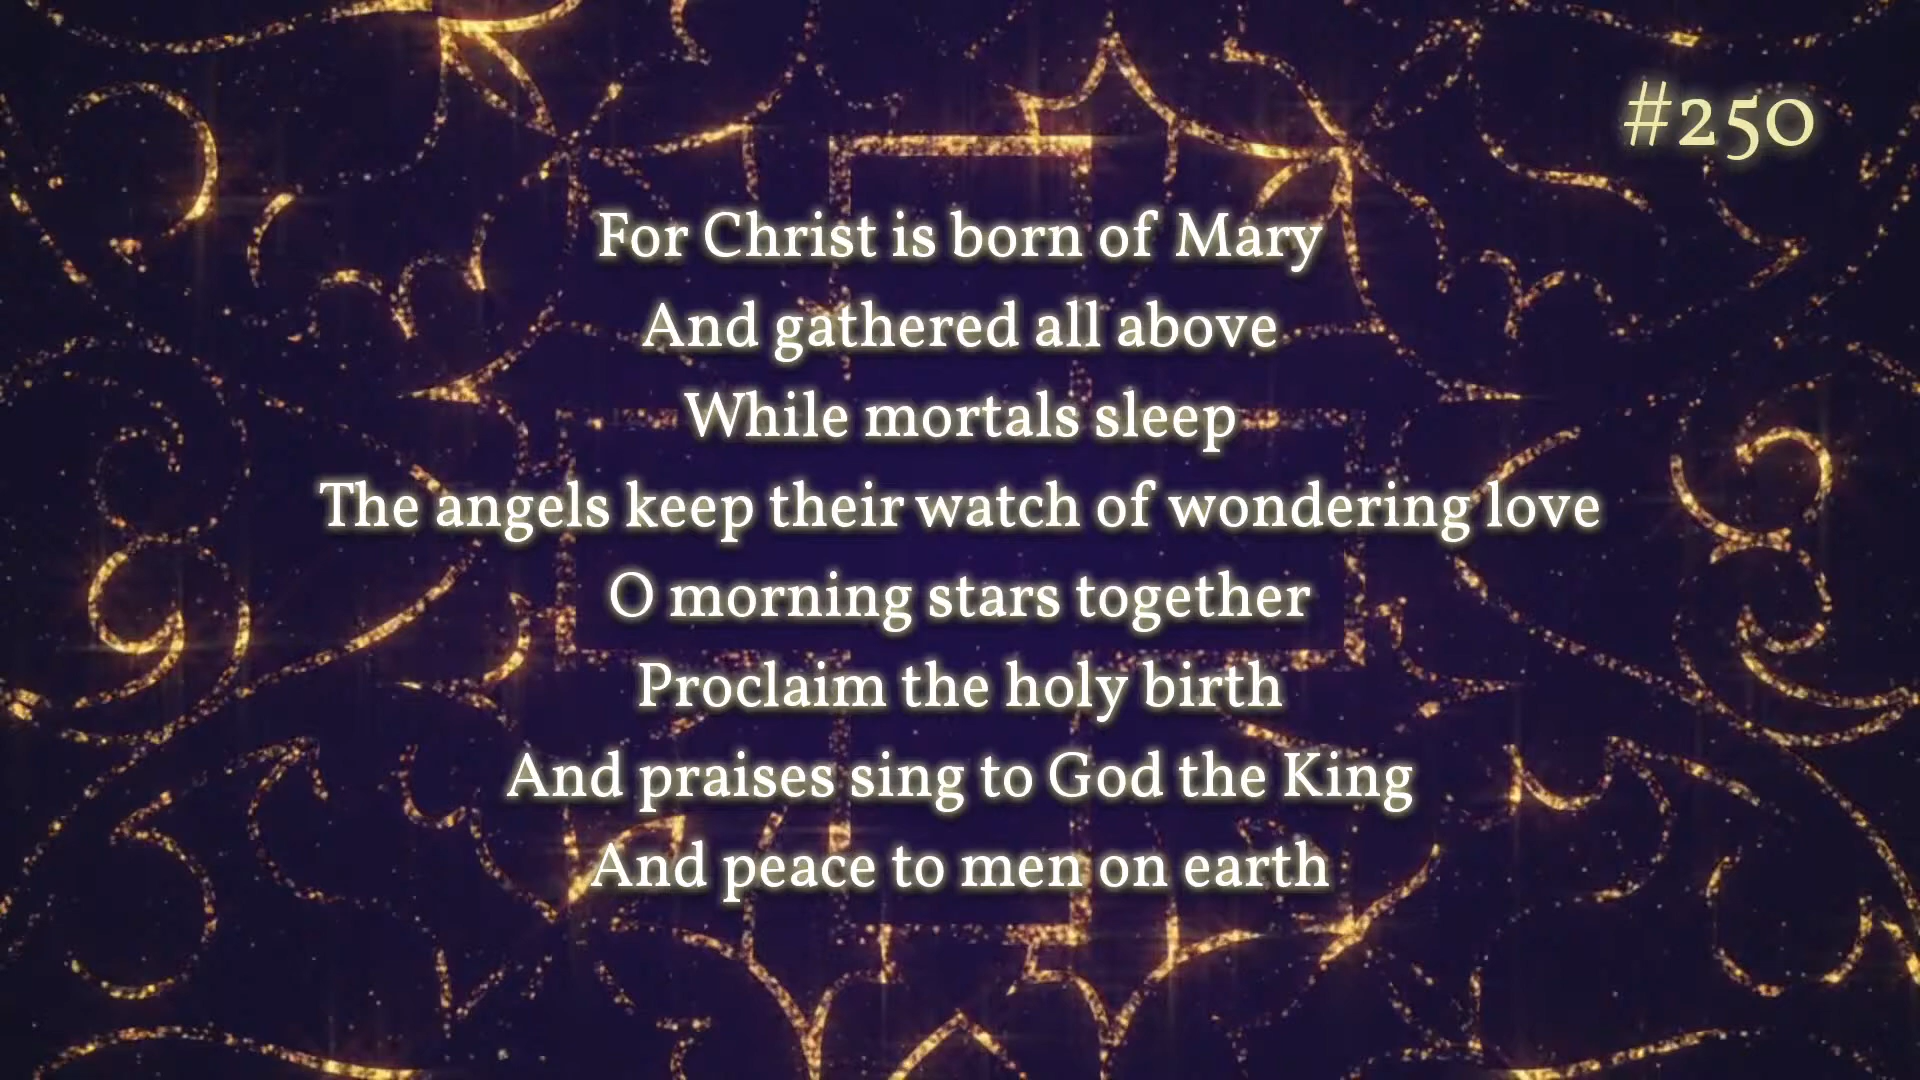 #250
For Christ is born of Mary
And gathered all above
While mortals sleep
The angels keep their watch of wondering love
O morning stars together
Proclaim the holy birth
And praises sing to God the King
And peace to men on earth